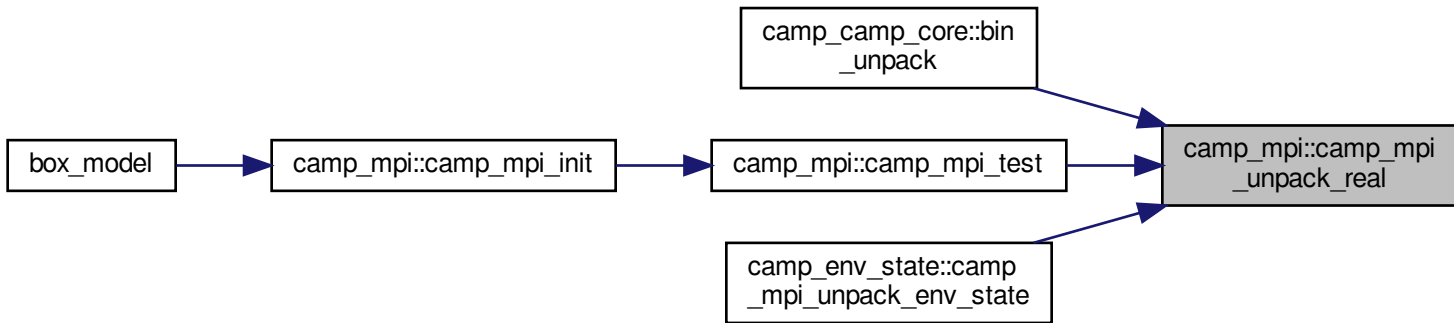 camp_camp_core::bin
_unpack
box_model
camp_mpi::camp_mpi_init
camp_mpi::camp_mpi_test
camp_mpi::camp_mpi
_unpack_real
camp_env_state::camp
_mpi_unpack_env_state